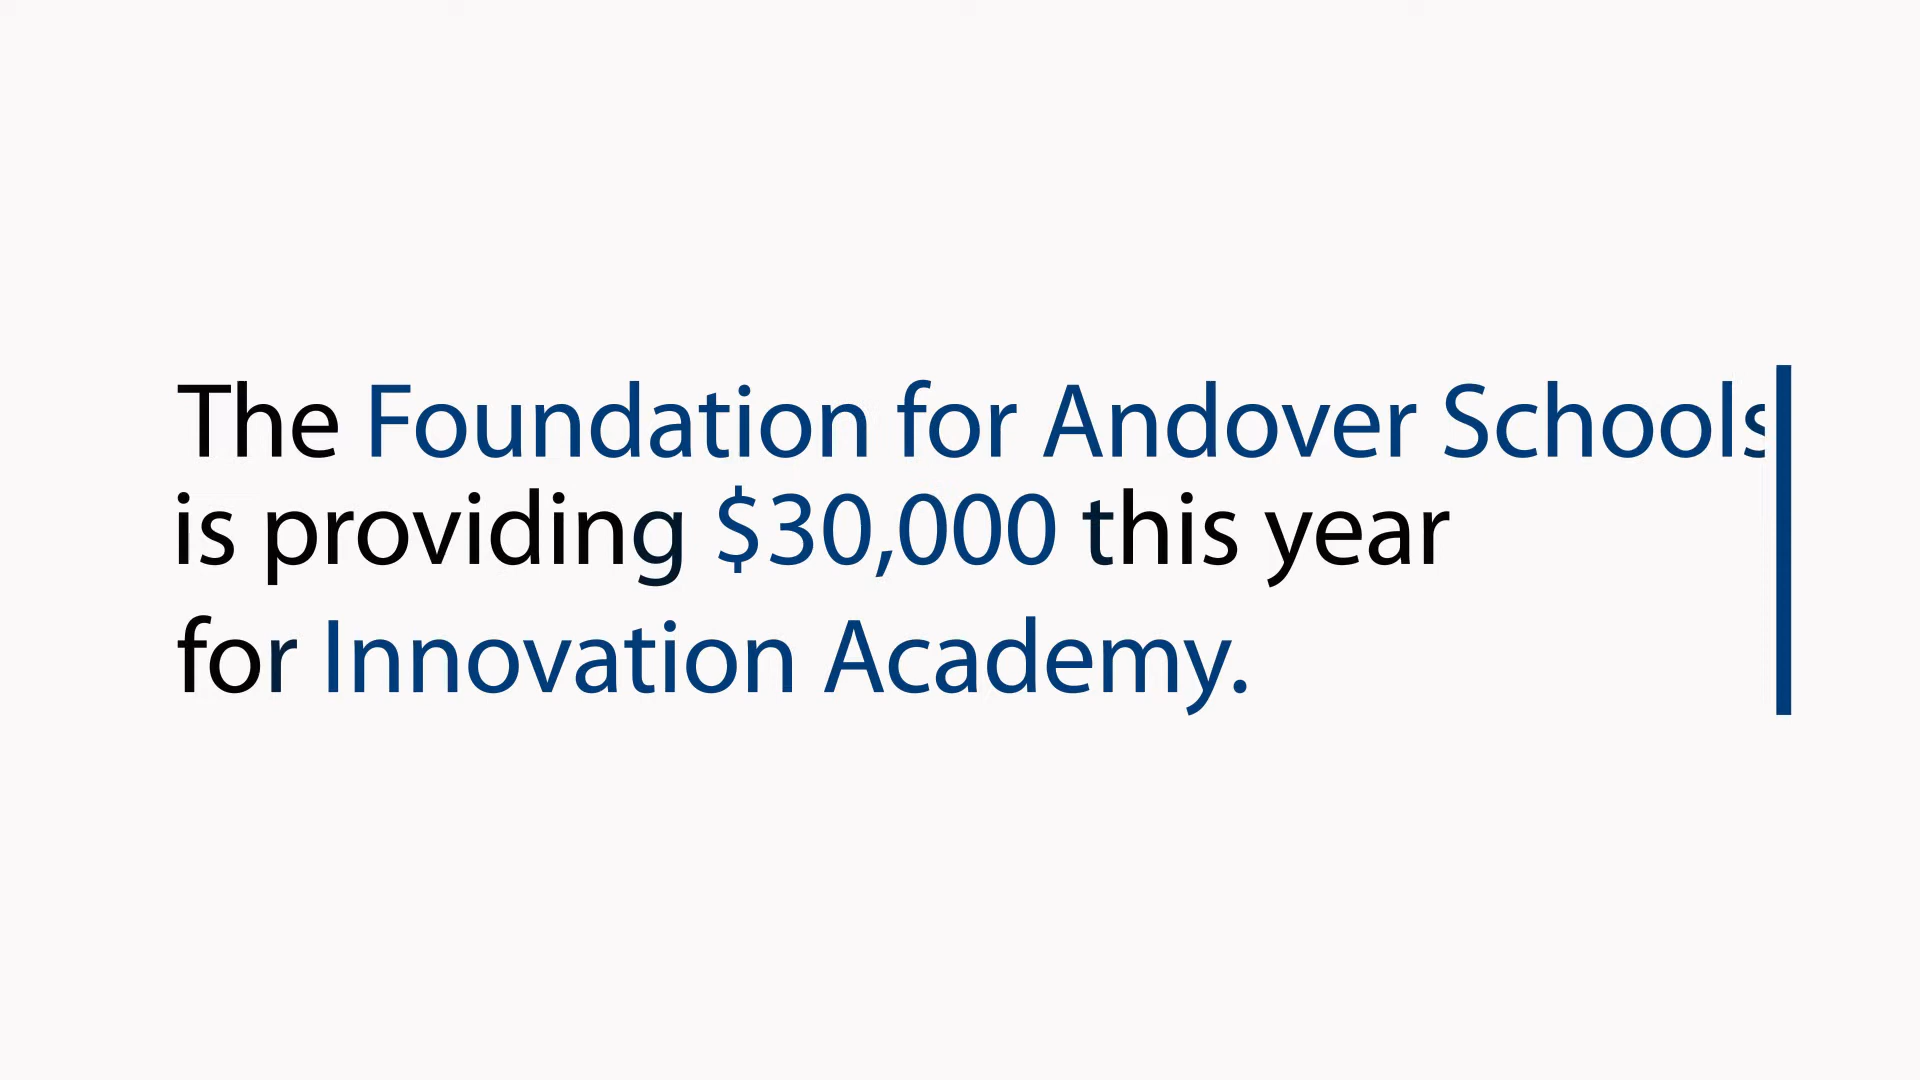 The Foundation for Andover Schools
is providing $30,000 this year
for Innovation Academy.